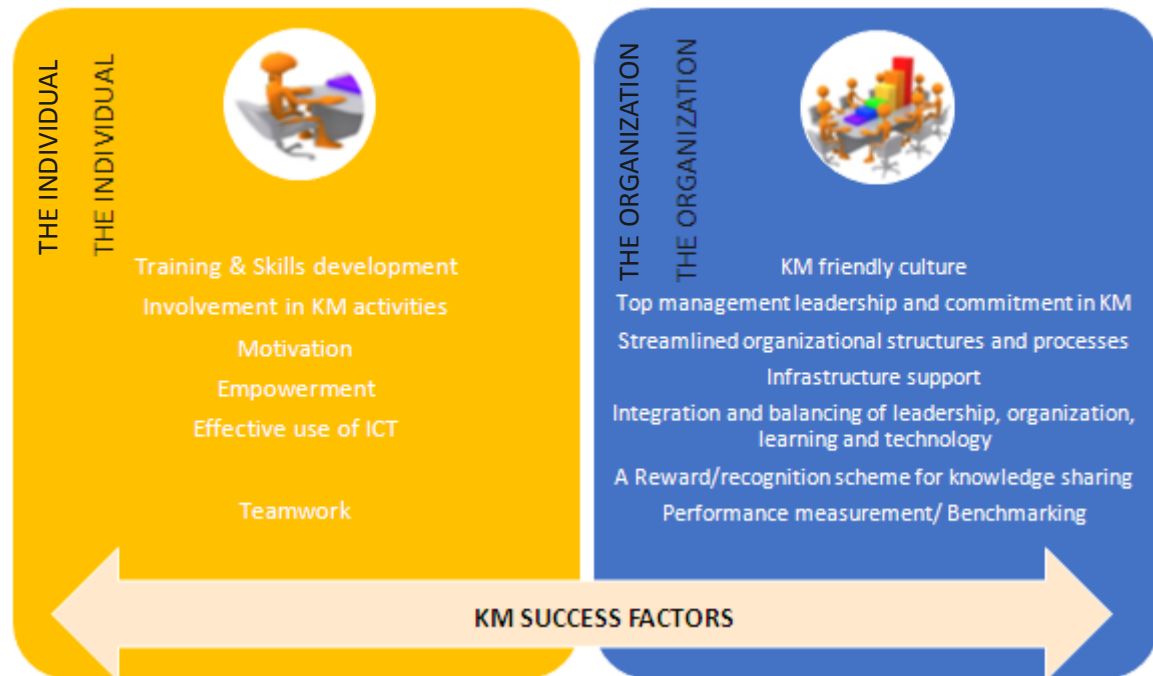 THE INDIVIDUAL
THE INDIVIDUAL
Training & Skills development
Involvement in KM activities
Motivation
Empowerment
Effective use of ICT
Teamwork
THE ORGANIZATION
THE ORGANIZATION
KM friendly culture
Top management leadership and commitment in KM
Streamlined organizational structures and processes
Infrastructure support
Integration and balancing of leadership, organization,
learning and technology
A Reward/recognition scheme for knowledge sharing
Performance measurement/ Benchmarking
KM SUCCESS FACTORS